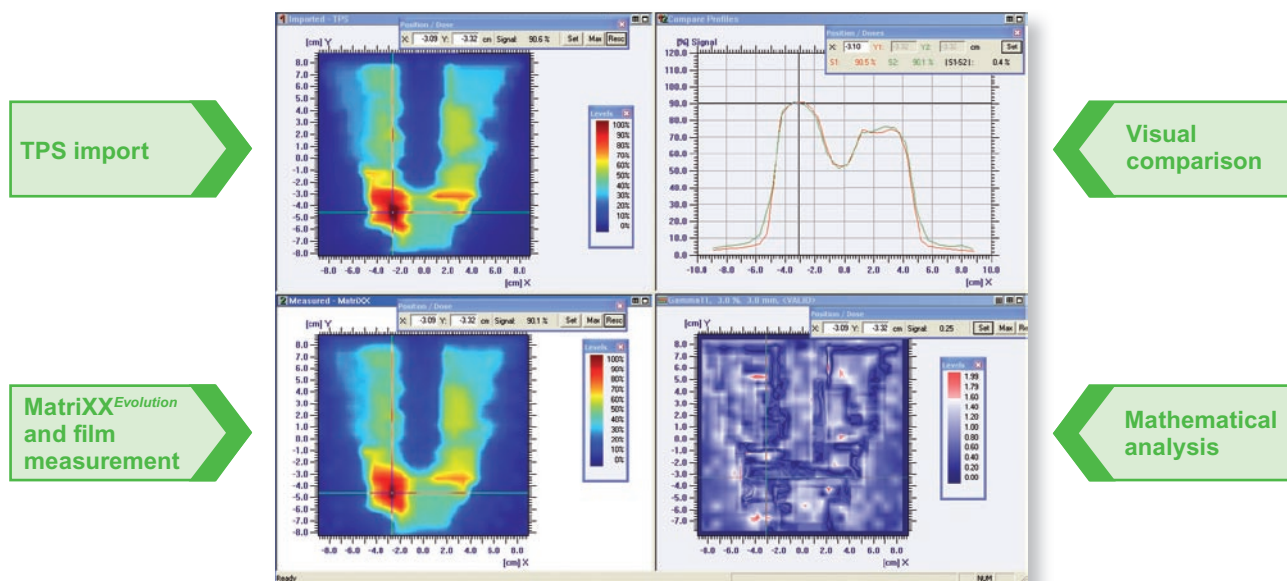 TPS import
MatriXX Evolution
and film
measurement
Visual
comparison
Mathematical
analysis
Imported - TPS
Position / Dose
X: -3.09 Y: -3.32 cm Signal: 90.6 % Set Max Resc
[cm] Y
8.0
7.0
6.0
5.0
4.0
3.0
2.0
1.0
0.0
-1.0
-2.0
-3.0
-4.0
-5.0
-6.0
-7.0
-8.0
-8.0 -6.0 -4.0 -2.0 0.0 2.0 4.0 6.0 8.0
[cm] X
Levels
100%
90%
80%
70%
60%
50%
40%
30%
20%
10%
0%
Compare Profiles
Position / Doses
X: -3.10 Y1: -3.32 Y2: -3.32 cm Set
S1: 90.5 % S2: 90.1 % |S1-S2|: 0.4 %
[%] Signal
120.0
110.0
100.0
90.0
80.0
70.0
60.0
50.0
40.0
30.0
20.0
10.0
0.0
-10.0 -8.0 -6.0 -4.0 -2.0 0.0 2.0 4.0 6.0 8.0 10.0
[cm] X
2 Measured - MatriXX
Position / Dose
X: -3.09 Y: -3.32 cm Signal: 90.1 % Set Max Resc
[cm] Y
8.0
7.0
6.0
5.0
4.0
3.0
2.0
1.0
0.0
-1.0
-2.0
-3.0
-4.0
-5.0
-6.0
-7.0
-8.0
-8.0 -6.0 -4.0 -2.0 0.0 2.0 4.0 6.0 8.0
[cm] X
Levels
100%
90%
80%
70%
60%
50%
40%
30%
20%
10%
0%
3.0 %, 3.0 mm, <VALID>
Position / Dose
X: -3.09 Y: -3.32 cm Signal: 0.25 Set Max
[cm] Y
8.0
7.0
6.0
5.0
4.0
3.0
2.0
1.0
0.0
-1.0
-2.0
-3.0
-4.0
-5.0
-6.0
-7.0
-8.0 -6.0 -4.0 -2.0 0.0 2.0 4.0 6.0 8.0
[cm] X
Levels
1.99
1.79
1.60
1.40
1.20
1.00
0.80
0.60
0.40
0.20
0.00
Ready
NUM